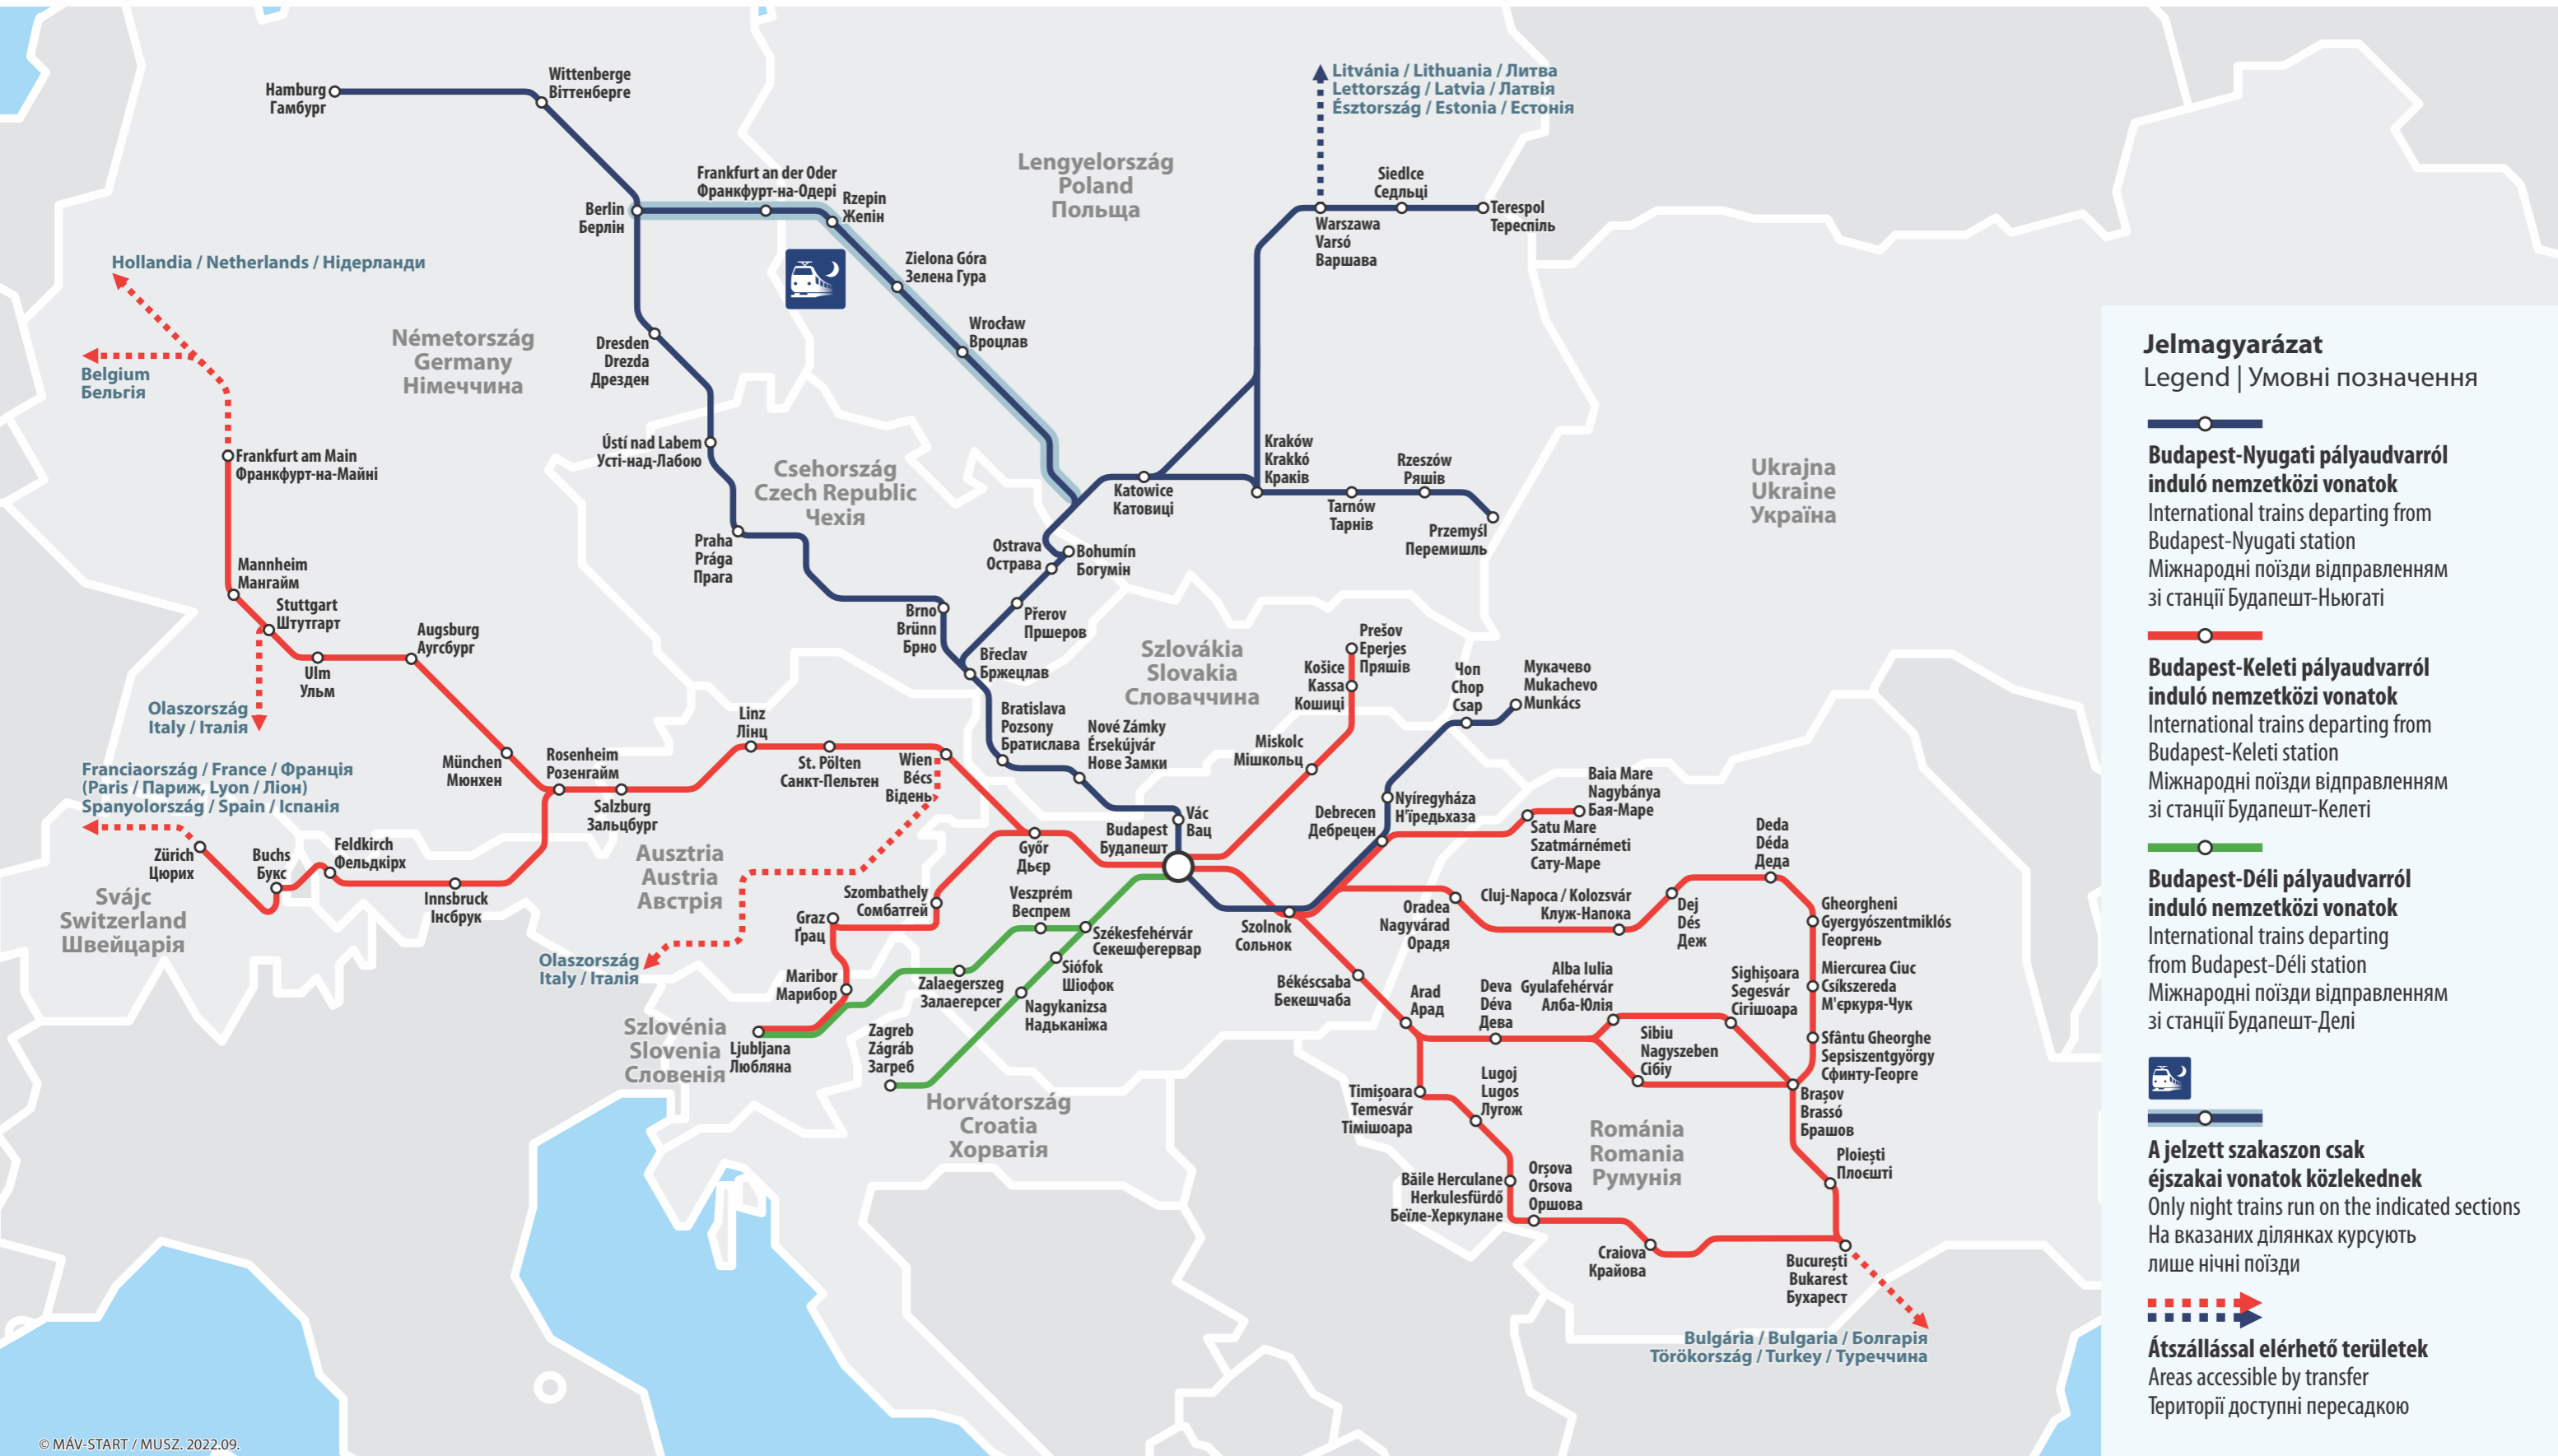 Hamburg
Гамбург
Wittenberge
Віттенберге
Berlin
Берлін
Frankfurt an der Oder
Франкфурт-на-Одері
Rzepin
Жепін
Zielona Góra
Зелена Гура
Wrocław
Вроцлав
Lengyelország
Poland
Польща
Litvánia / Lithuania / Литва
Lettország / Latvia / Латвія
Észtország / Estonia / Естонія
Siedlce
Седльці
Warszawa
Varsó
Варшава
Terespol
Тереспіль
Hollandia / Netherlands / Нідерланди
Belgium
Бельгія
Németország
Germany
Німеччина
Dresden
Drezda
Дрезден
Ústí nad Labem
Усті-над-Лабою
Csehország
Czech Republic
Чехія
Praha
Prága
Прага
Frankfurt am Main
Франкфурт-на-Майні
Mannheim
Мангайм
Stuttgart
Штутгарт
Ulm
Ульм
Augsburg
Аугсбург
Olaszország
Italy / Італія
Katowice
Катовиці
Kraków
Krakkó
Краків
Tarnów
Тарнів
Rzeszów
Ряшів
Przemyśl
Перемишль
Ukrajna
Ukraine
Україна
Ostrava
Острава
Bohumín
Богумін
Přerov
Пршеров
Brno
Brünn
Брно
Břeclav
Бржецлав
Szlovákia
Slovakia
Словаччина
Prešov
Eperjes
Пряшів
Košice
Kassa
Кошиці
Чоп
Chop
Csap
Мукачево
Mukachevo
Munkács
Bratislava
Pozsony
Братислава
Nové Zámky
Érsekújvár
Нове Замки
Miskolc
Мішкольц
München
Мюнхен
Rosenheim
Розенгайм
Salzburg
Зальцбург
Linz
Лінц
St. Pölten
Санкт-Пельтен
Wien
Bécs
Відень
Franciaország / France / Франція
(Paris / Париж, Lyon / Ліон)
Spanyolország / Spain / Іспанія
Zürich
Цюрих
Buchs
Букс
Feldkirch
Фельдкірх
Innsbruck
Інсбрук
Svájc
Switzerland
Швейцарія
Ausztria
Austria
Австрія
Győr
Дьєр
Budapest
Будапешт
Vác
Вац
Debrecen
Дебрецен
Nyíregyháza
Н'їредьхаза
Baia Mare
Nagybánya
Бая-Маре
Satu Mare
Szatmárnémeti
Сату-Маре
Szombathely
Сомбатгей
Graz
Ґрац
Veszprém
Веспрем
Székesfehérvár
Секешфегервар
Siófok
Шіофок
Nagykanizsa
Надьканіжа
Zalaegerszeg
Залаегерсег
Maribor
Марибор
Olaszország
Italy / Італія
Szlovénia
Slovenia
Словенія
Ljubljana
Любляна
Zagreb
Zágráb
Загреб
Horvátország
Croatia
Хорватія
Szolnok
Сольнок
Oradea
Nagyvárad
Орадя
Cluj-Napoca / Kolozsvár
Клуж-Напока
Dej
Dés
Деж
Deda
Déda
Деда
Gheorgheni
Gyergyószentmiklós
Георгень
Miercurea Ciuc
Csíkszereda
М'єркуря-Чук
Sfântu Gheorghe
Sepsiszentgyörgy
Сфинту-Георге
Békéscsaba
Бекешчаба
Arad
Арад
Deva
Déva
Дева
Alba Iulia
Gyulafehérvár
Алба-Юлія
Sighișoara
Segesvár
Сігішоара
Sibiu
Nagyszeben
Сібіу
Brașov
Brassó
Брашов
Timișoara
Temesvár
Тімішоара
Lugoj
Lugos
Лугож
Románia
Romania
Румунія
Ploiești
Плоєшті
Băile Herculane
Herkulesfürdő
Беїле-Херкулане
Orșova
Orsova
Оршова
Craiova
Крайова
București
Bukarest
Бухарест
Bulgária / Bulgaria / Болгарія
Törökország / Turkey / Туреччина
© MÁV-START / MUSZ. 2022.09.
Jelmagyarázat
Legend | Умовні позначення
Budapest-Nyugati pályaudvarról
induló nemzetközi vonatok
International trains departing from
Budapest-Nyugati station
Міжнародні поїзди відправленням
зі станції Будапешт-Ньюгаті
Budapest-Keleti pályaudvarról
induló nemzetközi vonatok
International trains departing from
Budapest-Keleti station
Міжнародні поїзди відправленням
зі станції Будапешт-Келеті
Budapest-Déli pályaudvarról
induló nemzetközi vonatok
International trains departing
from Budapest-Déli station
Міжнародні поїзди відправленням
зі станції Будапешт-Делі
A jelzett szakaszon csak
éjszakai vonatok közlekednek
Only night trains run on the indicated sections
На вказаних ділянках курсують
лише нічні поїзди
Átszállással elérhető területek
Areas accessible by transfer
Території доступні пересадкою